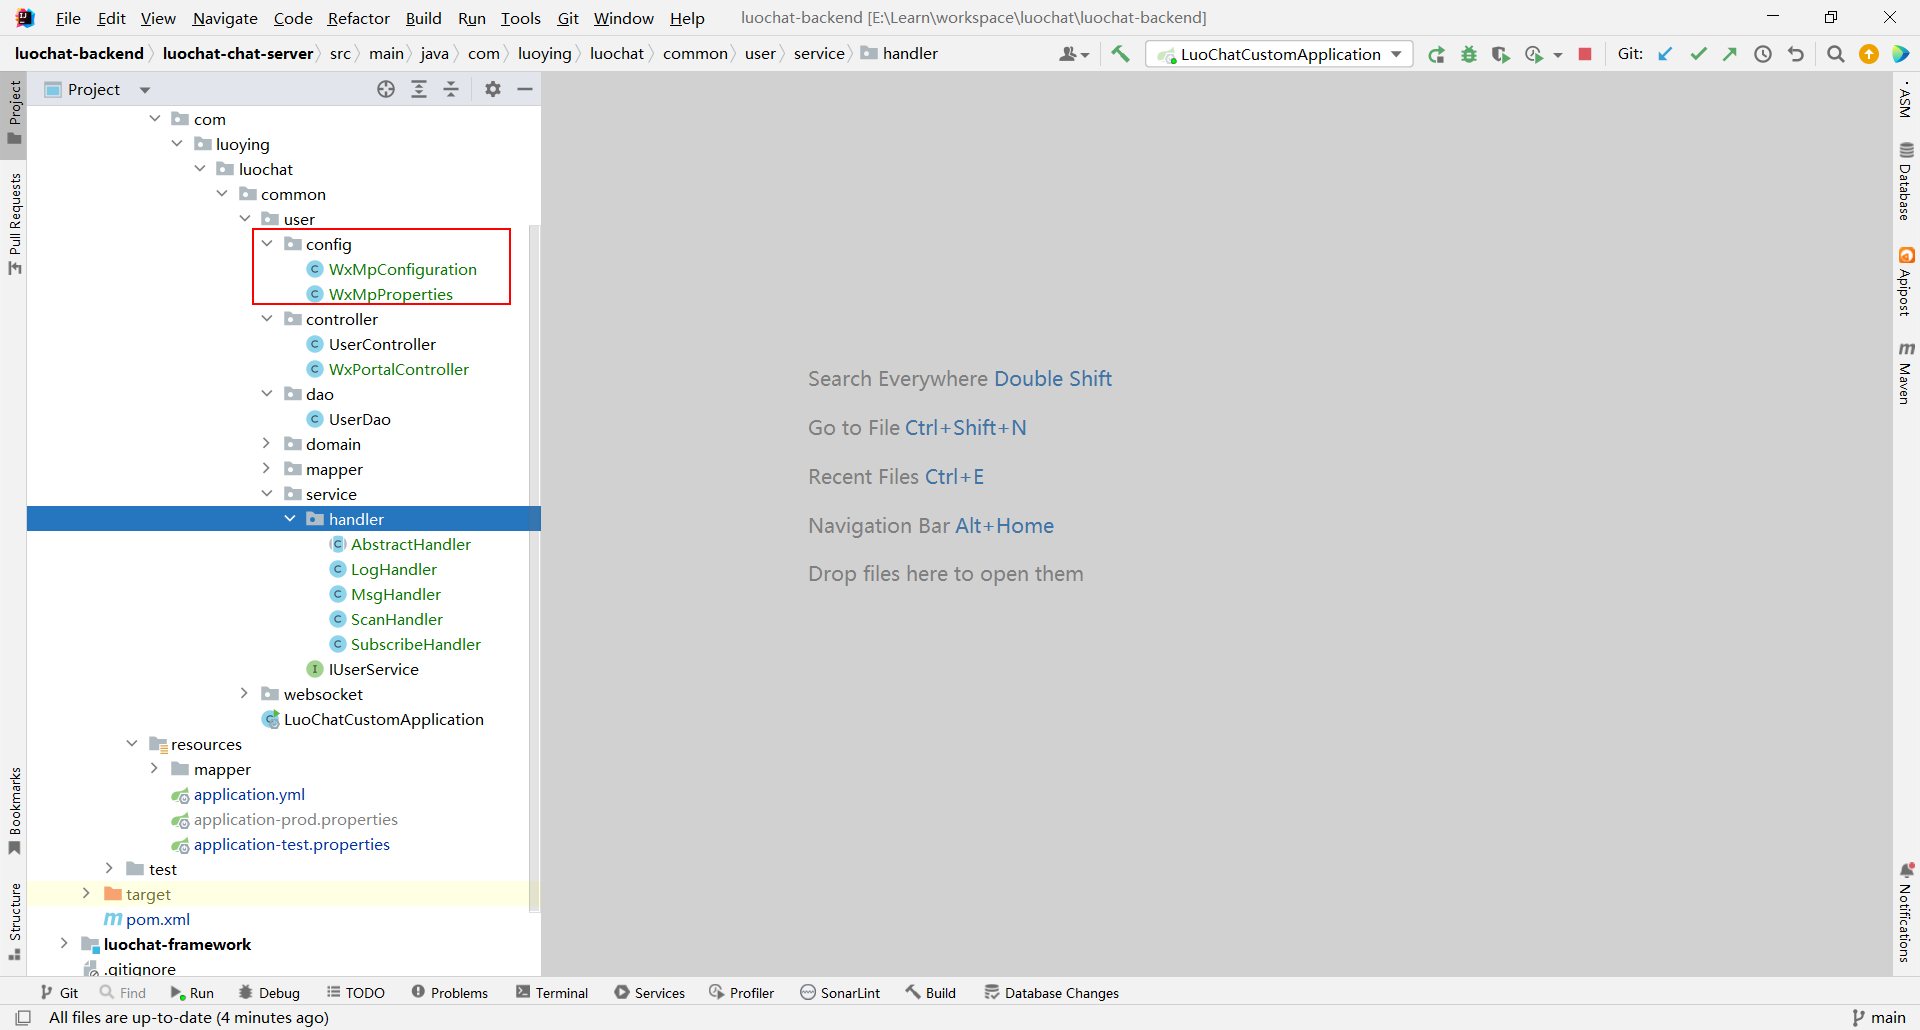 File Edit View Navigate Code Refactor Build Run Tools Git Window Help luochat-backend [E:\Learn\workspace\luochat\luochat-backend]
luochat-backend luochat-chat-server src main java com luoying luochat common user service handler LuoChatCustomApplication Git:
Project
com
luoying
luochat
common
user
config
WxMpConfiguration
WxMpProperties
controller
UserController
WxPortalController
dao
UserDao
domain
mapper
service
handler
AbstractHandler
LogHandler
MsgHandler
ScanHandler
SubscribeHandler
IUserService
websocket
LuoChatCustomApplication
resources
mapper
application.yml
application-prod.properties
application-test.properties
test
target
pom.xml
luochat-framework
.gitignore
Project
Pull Requests
Bookmarks
Structure
Search Everywhere Double Shift
Go to File Ctrl+Shift+N
Recent Files Ctrl+E
Navigation Bar Alt+Home
Drop files here to open them
ASM
Database
Apipost
Maven
Notifications
Git Find Run Debug TODO Problems Terminal Services Profiler SonarLint Build Database Changes
All files are up-to-date (4 minutes ago) main